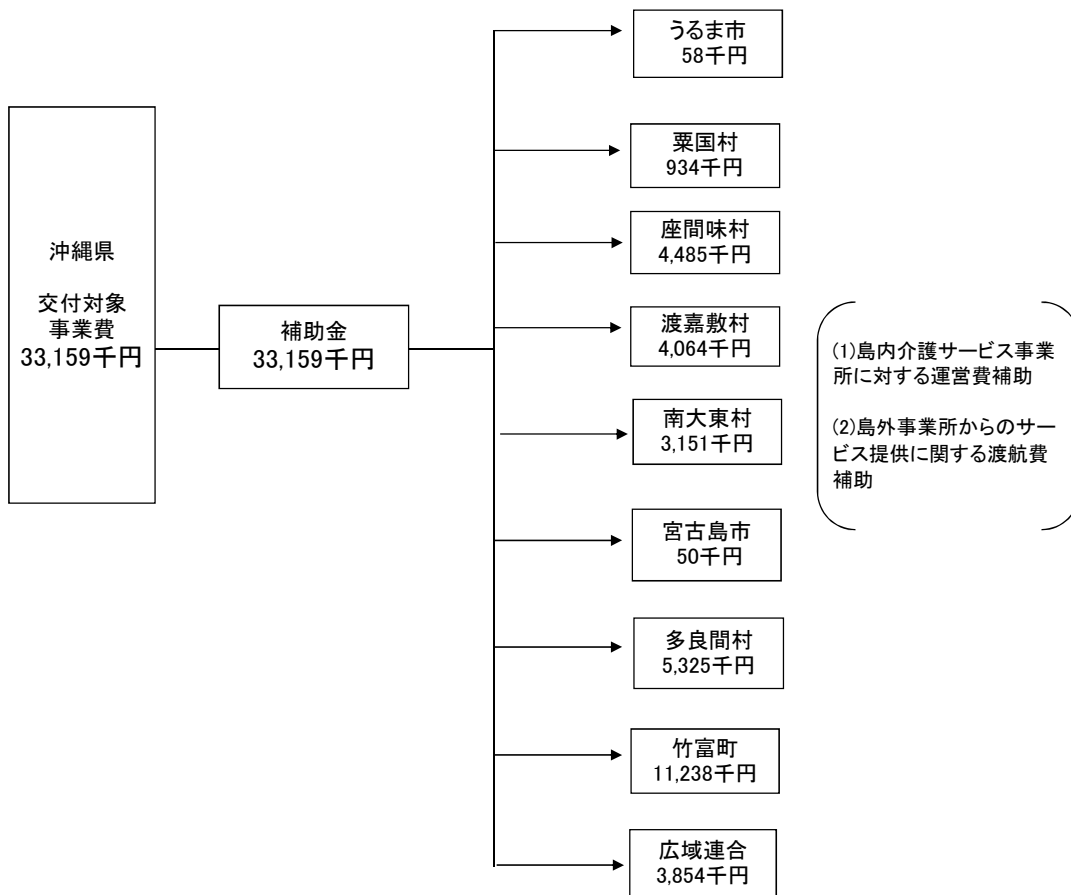 沖縄県
交付対象
事業費
33,159千円
補助金
33,159千円
うるま市
58千円
粟国村
934千円
座間味村
4,485千円
渡嘉敷村
4,064千円
南大東村
3,151千円
宮古島市
50千円
多良間村
5,325千円
竹富町
11,238千円
広域連合
3,854千円
(1)島内介護サービス事業
所に対する運営費補助
(2)島外事業所からのサー
ビス提供に関する渡航費
補助